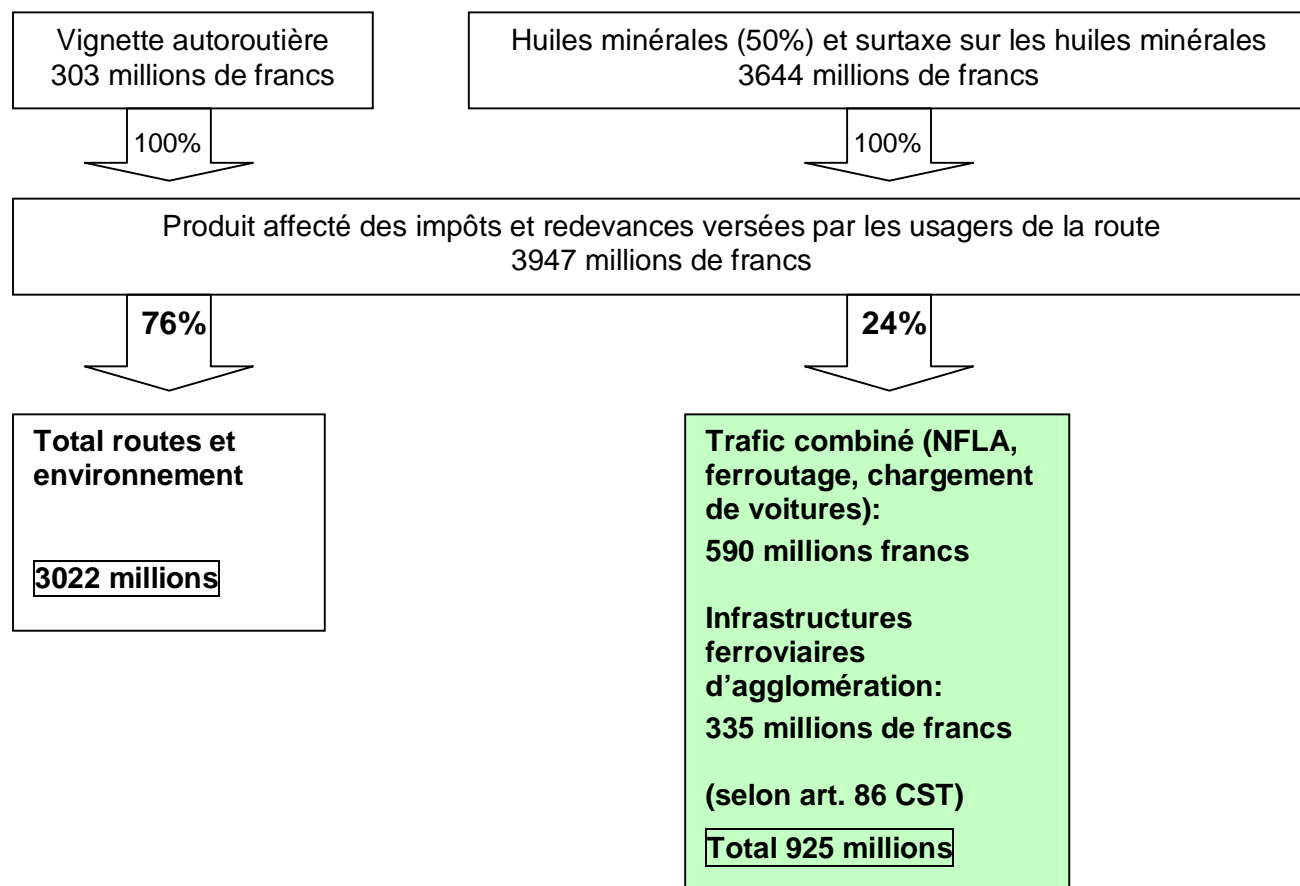 Vignette autoroutière
303 millions de francs
Huiles minérales (50%) et surtaxe sur les huiles minérales
3644 millions de francs
100%
100%
Produit affecté des impôts et redevances versées par les usagers de la route
3947 millions de francs
76%
24%
Total routes et
environnement
3022 millions
Trafic combiné (NFLA,
ferroutage, chargement
de voitures):
590 millions francs
Infrastructures
ferroviaires
d’agglomération:
335 millions de francs
(selon art. 86 CST)
Total 925 millions